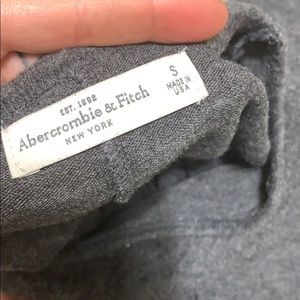 EST. 1892
Abercrombie & Fitch
NEW YORK
S
MADE IN
USA